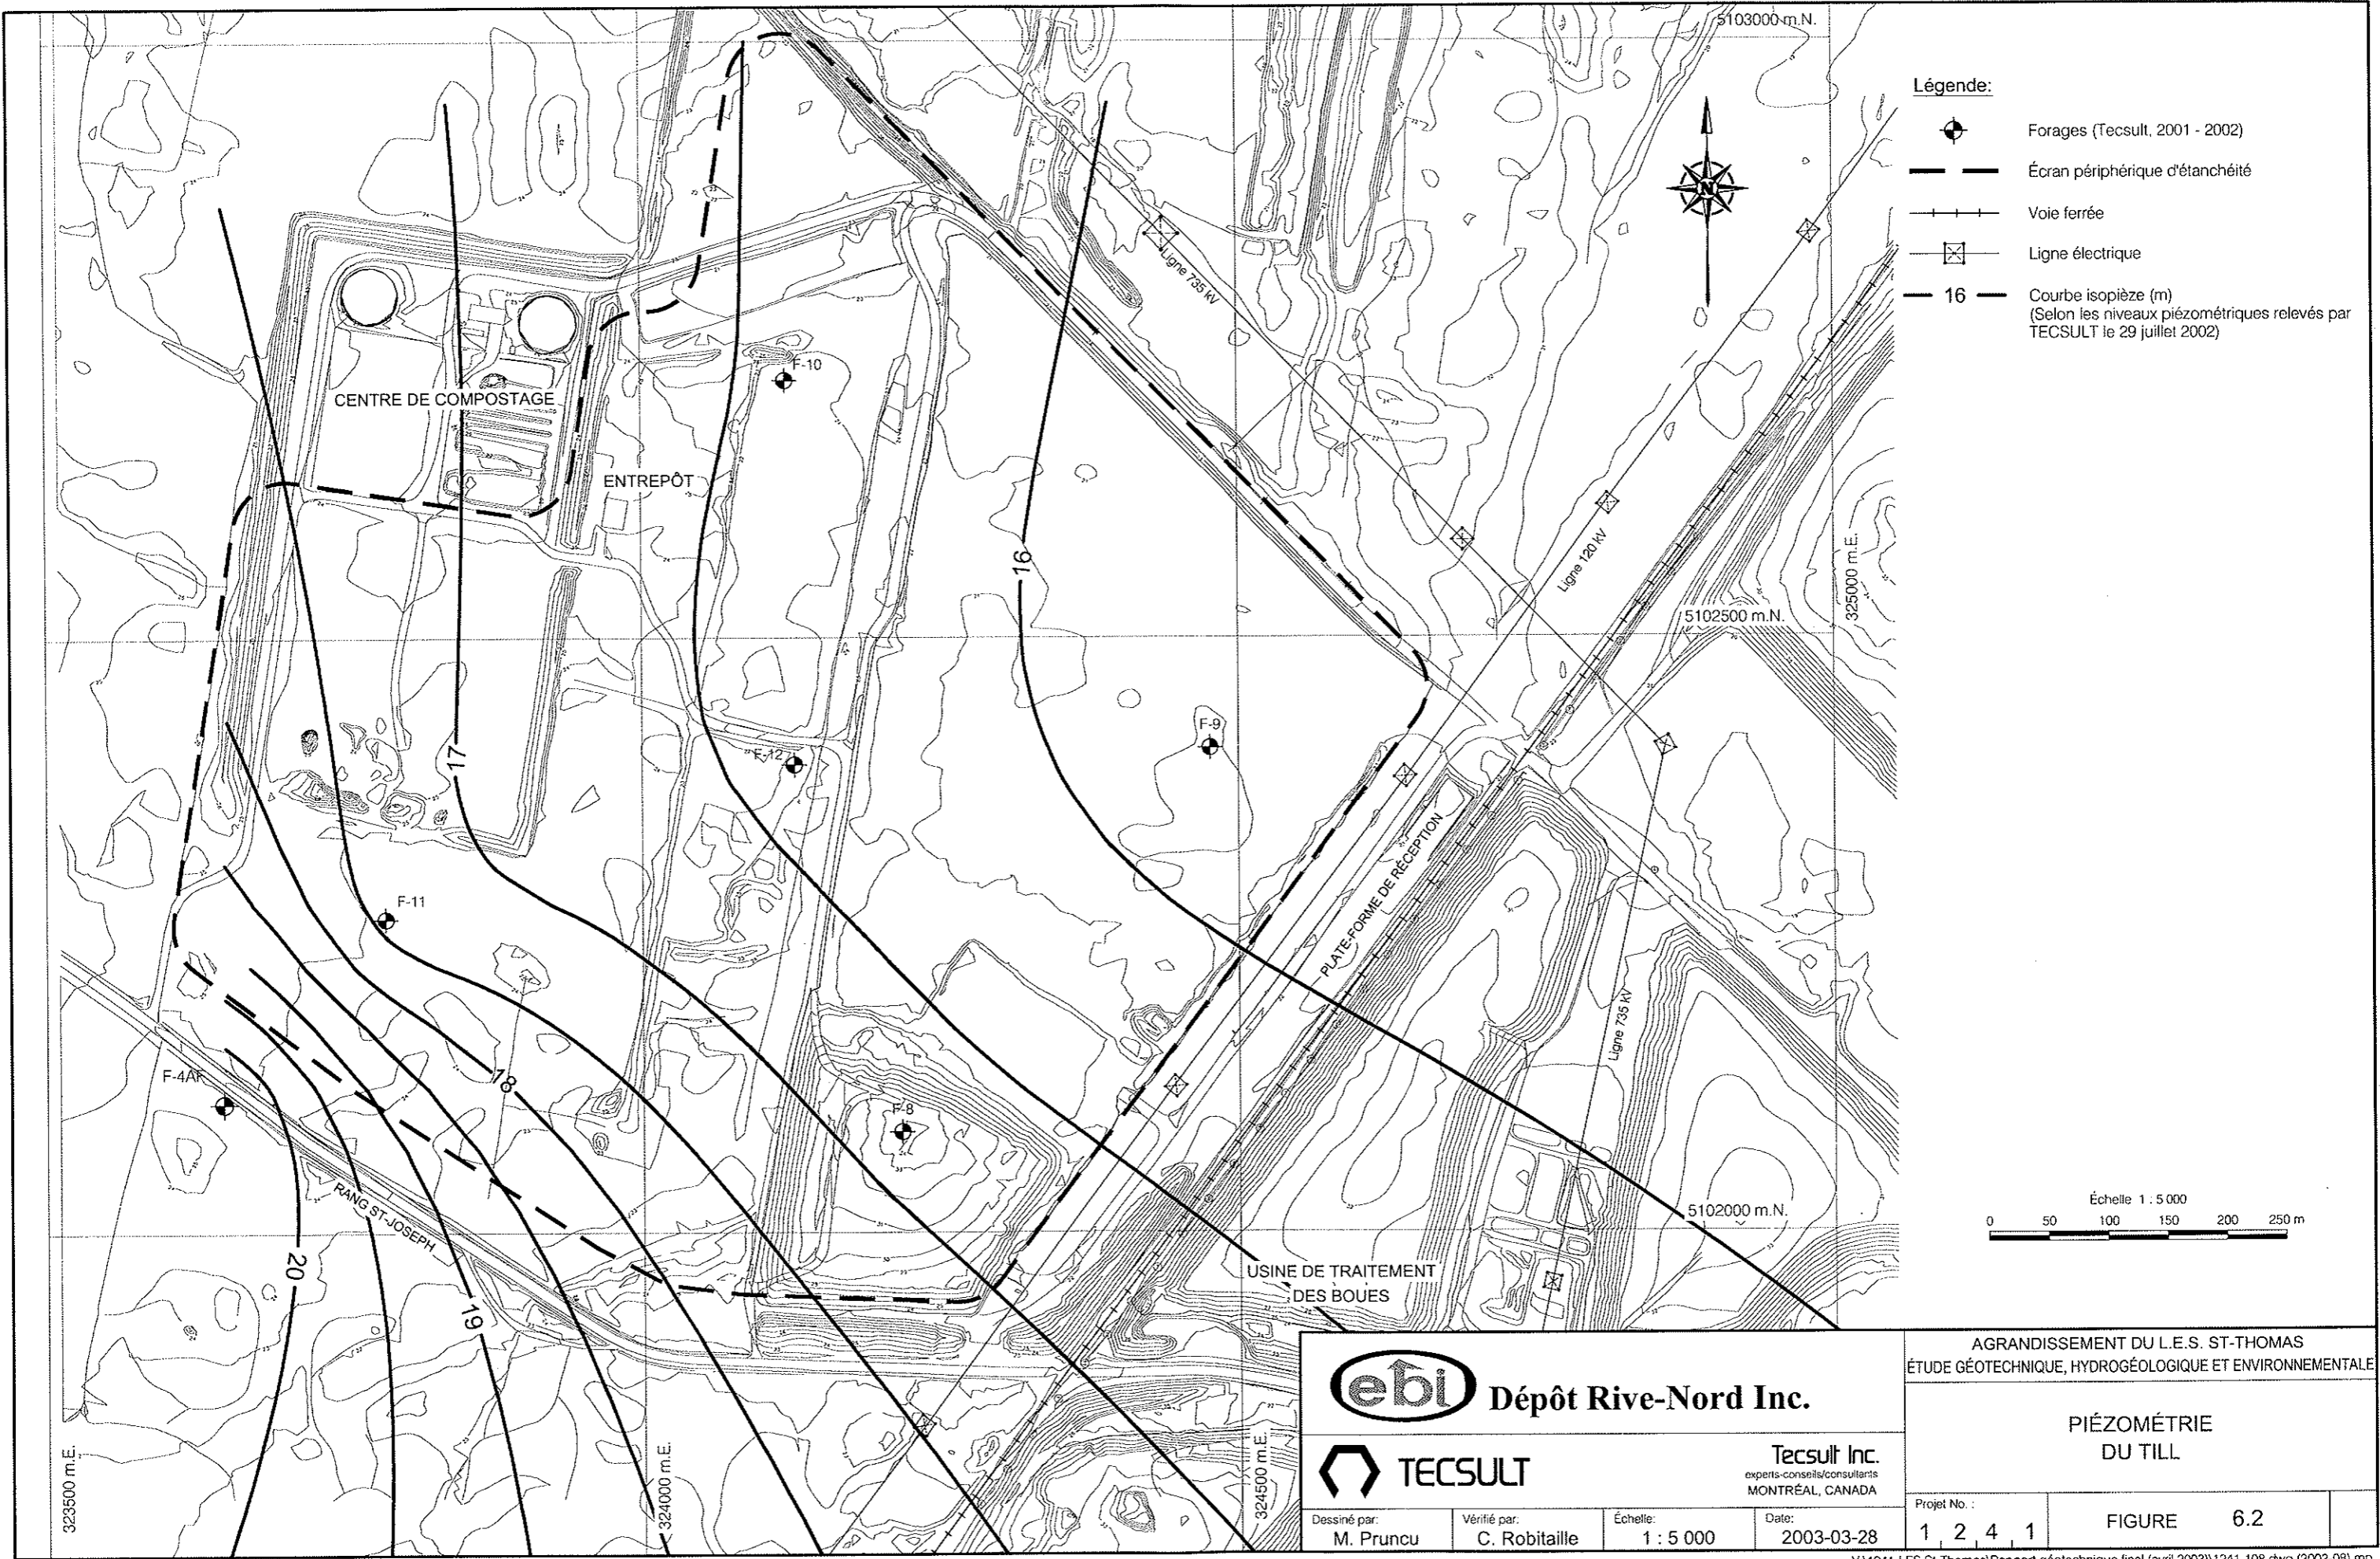 5103000 m.N.
Légende:
Forages (Tecsult, 2001 - 2002)
Écran périphérique d'étanchéité
Voie ferrée
Ligne électrique
16
Courbe isopièze (m)
(Selon les niveaux piézométriques relevés par
TECSULT le 29 juillet 2002)
N
Ligne 735 kV
F-10
CENTRE DE COMPOSTAGE
ENTREPÔT
16
Ligne 120 kV
325000 m.E.
5102500 m.N.
F-9
17
F-12
PLATE-FORME DE RÉCEPTION
F-11
Ligne 735 kV
18
F-4AR
F-8
RANG ST-JOSEPH
5102000 m.N.
Échelle 1 : 5 000
0 50 100 150 200 250 m
20
19
USINE DE TRAITEMENT
DES BOUES
323500 m.E.
324000 m.E.
324500 m.E.
ebi Dépôt Rive-Nord Inc.
TECSULT
Tecsult Inc.
experts-conseils/consultants
MONTRÉAL, CANADA
Dessiné par:
M. Pruncu
Vérifié par:
C. Robitaille
Échelle:
1 : 5 000
Date:
2003-03-28
AGRANDISSEMENT DU L.E.S. ST-THOMAS
ÉTUDE GÉOTECHNIQUE, HYDROGÉOLOGIQUE ET ENVIRONNEMENTALE
PIÉZOMÉTRIE
DU TILL
Projet No. :
1 2 4 1
FIGURE 6.2